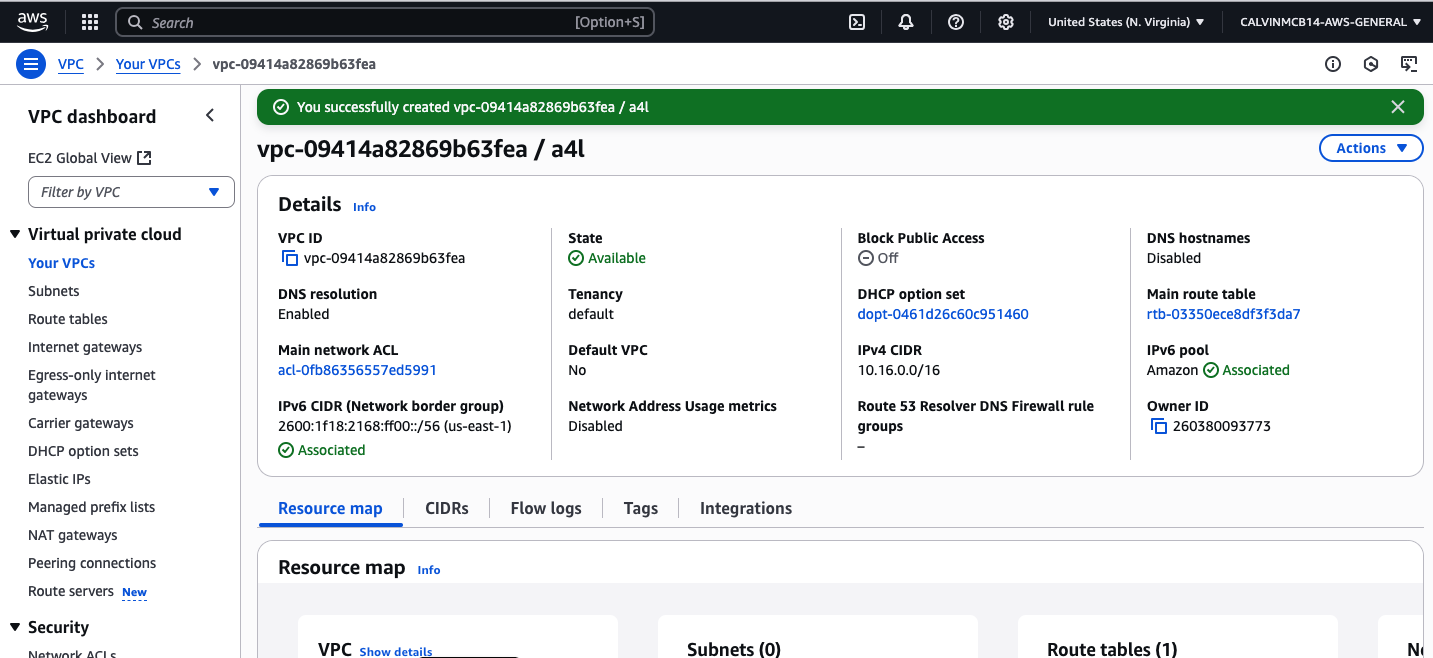 aws
Search [Option+S] United States (N. Virginia) CALVINMCB14-AWS-GENERAL
VPC Your VPCs vpc-09414a82869b63fea
VPC dashboard
EC2 Global View
Filter by VPC
Virtual private cloud
Your VPCs
Subnets
Route tables
Internet gateways
Egress-only internet
gateways
Carrier gateways
DHCP option sets
Elastic IPs
Managed prefix lists
NAT gateways
Peering connections
Route servers New
Security
Network ACLs
You successfully created vpc-09414a82869b63fea / a4l
vpc-09414a82869b63fea / a4l
Actions
Details Info
VPC ID
vpc-09414a82869b63fea
State
Available
Block Public Access
Off
DNS hostnames
Disabled
DNS resolution
Enabled
Tenancy
default
DHCP option set
dopt-0461d26c60c951460
Main route table
rtb-03350ece8df3f3da7
Main network ACL
acl-0fb86356557ed5991
Default VPC
No
IPv4 CIDR
10.16.0.0/16
IPv6 pool
Amazon Associated
IPv6 CIDR (Network border group)
2600:1f18:2168:ff00::/56 (us-east-1)
Associated
Network Address Usage metrics
Disabled
Route 53 Resolver DNS Firewall rule
groups
–
Owner ID
260380093773
Resource map CIDRs Flow logs Tags Integrations
Resource map Info
VPC Show details
Subnets (0)
Route tables (1)